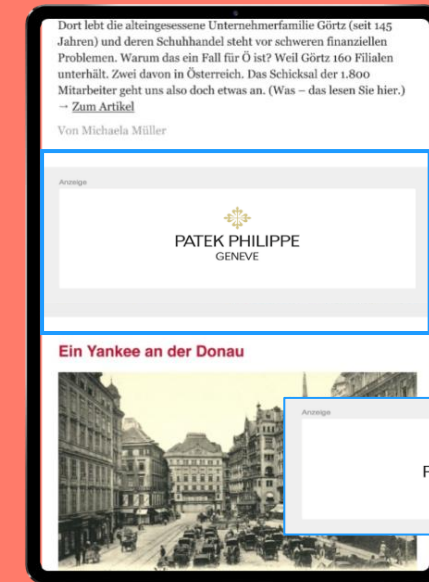 Dort lebt die alteingesessene Unternehmerfamilie Görtz (seit 145
Jahren) und deren Schuhhandel steht vor schweren finanziellen
Problemen. Warum das ein Fall für Ö ist? Weil Görtz 160 Filialen
unterhält. Zwei davon in Österreich. Das Schicksal der 1.800
Mitarbeiter geht uns also doch etwas an. (Was – das lesen Sie hier.)
→ Zum Artikel
Von Michaela Müller
Anzeige
PATEK PHILIPPE
GENEVE
Ein Yankee an der Donau
Anzeige
P